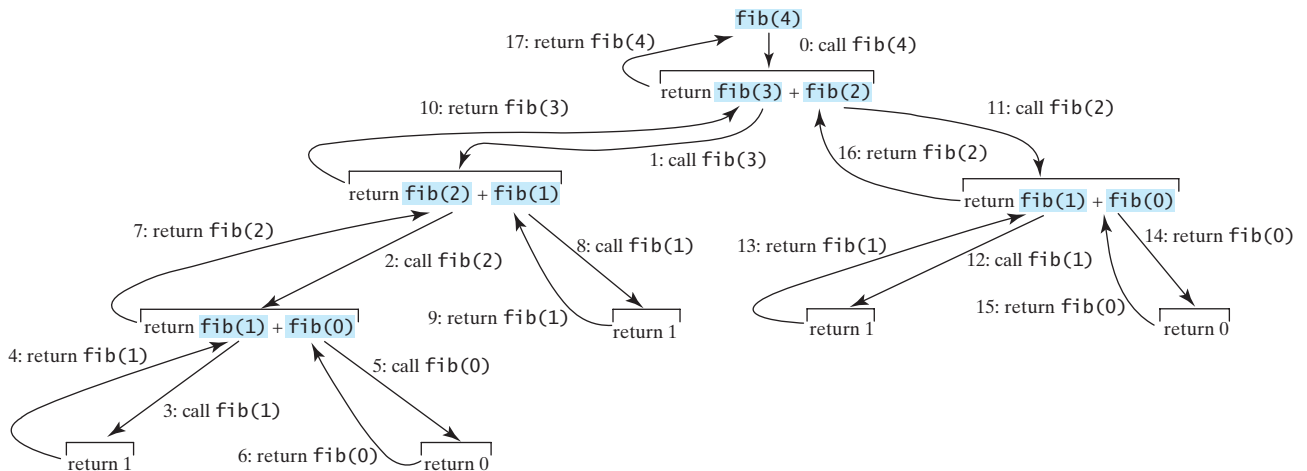 fib(4)
17: return fib(4)
0: call fib(4)
return fib(3) + fib(2)
10: return fib(3)
11: call fib(2)
1: call fib(3)
16: return fib(2)
return fib(2) + fib(1)
return fib(1) + fib(0)
7: return fib(2)
8: call fib(1)
13: return fib(1)
14: return fib(0)
2: call fib(2)
12: call fib(1)
9: return fib(1)
15: return fib(0)
return fib(1) + fib(0)
return 1
return 1
return 0
4: return fib(1)
5: call fib(0)
3: call fib(1)
6: return fib(0)
return 1
return 0